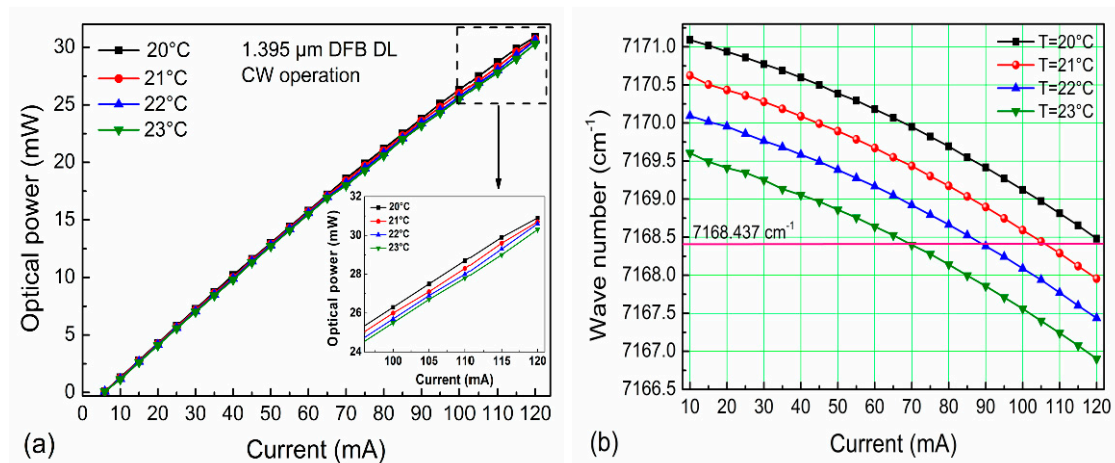 1.395 µm DFB DL
CW operation
20°C
21°C
22°C
23°C
Optical power (mW)
30
25
20
15
10
5
0
0 10 20 30 40 50 60 70 80 90 100 110 120
Current (mA)
(a)
20°C
21°C
22°C
23°C
Optical power (mW)
32
30
28
26
24
100 105 110 115 120
Current (mA)
T=20°C
T=21°C
T=22°C
T=23°C
7168.437 cm⁻¹
Wave number (cm⁻¹)
7171.0
7170.5
7170.0
7169.5
7169.0
7168.5
7168.0
7167.5
7167.0
7166.5
10 20 30 40 50 60 70 80 90 100 110 120
Current (mA)
(b)